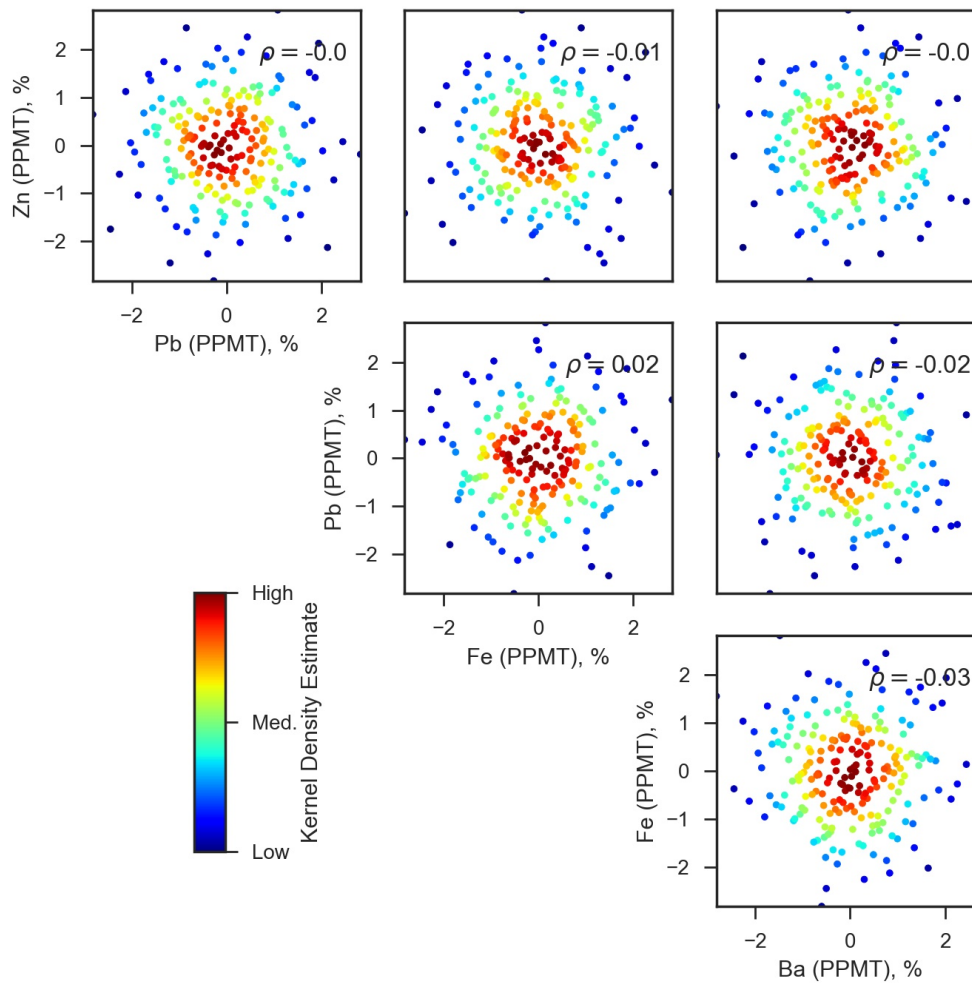 ρ = -0.0
ρ = -0.01
ρ = -0.0
2
1
0
−1
−2
Zn (PPMT), %
−2 0 2
Pb (PPMT), %
ρ = 0.02
ρ = -0.02
2
1
0
−1
−2
Pb (PPMT), %
−2 0 2
Fe (PPMT), %
High
Med.
Low
Kernel Density Estimate
ρ = -0.03
2
1
0
−1
−2
Fe (PPMT), %
−2 0 2
Ba (PPMT), %